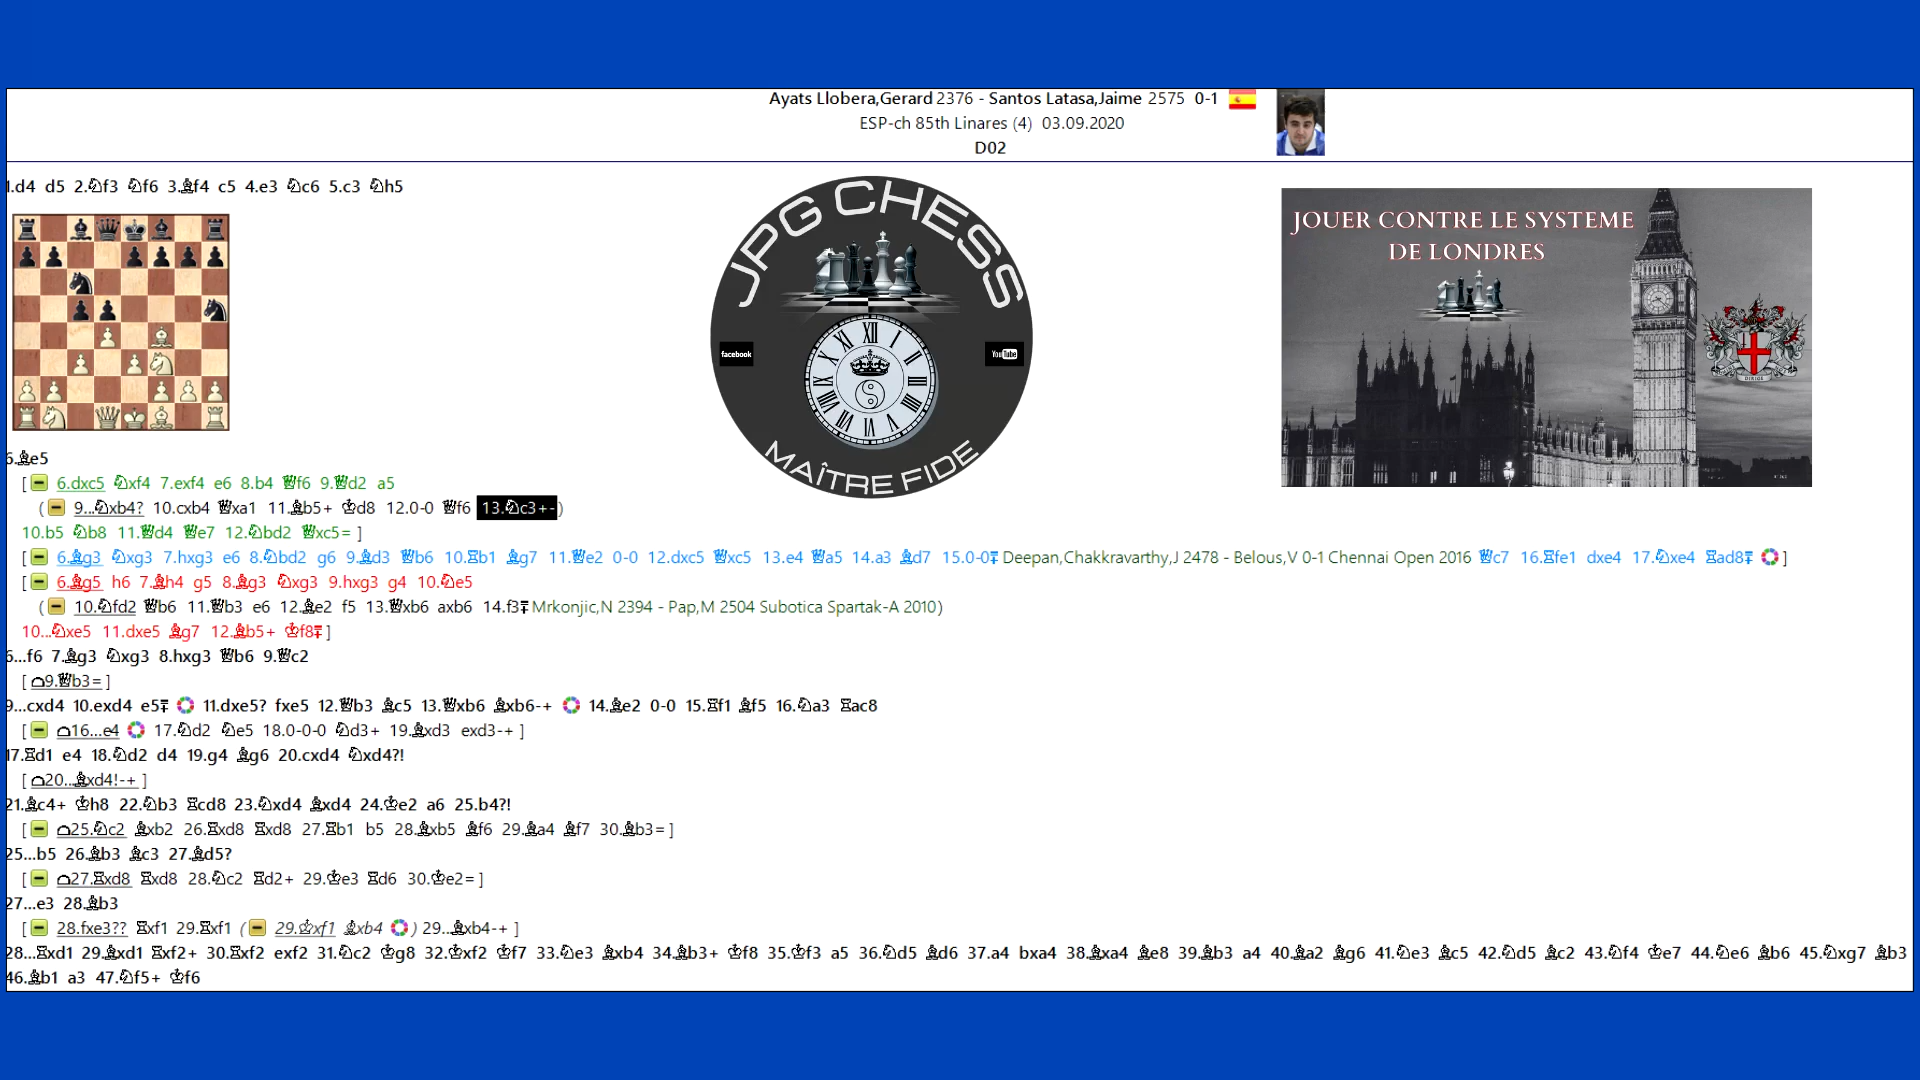 Ayats Llobera,Gerard 2376 - Santos Latasa,Jaime 2575 0-1
ESP-ch 85th Linares (4) 03.09.2020
D02
1.d4 d5 2.♘f3 ♘f6 3.♗f4 c5 4.e3 ♘c6 5.c3 ♘h5
JPG CHESS
facebook
YouTube
XII I II III IIII V VI VII VIII IX X XI
MAÎTRE FIDE
JOUER CONTRE LE SYSTEME
DE LONDRES
6.♗e5
[ 6.dxc5 ♘xf4 7.exf4 e6 8.b4 ♕f6 9.♕d2 a5
( 9...♘xb4? 10.cxb4 ♕xa1 11.♗b5+ ♔d8 12.0-0 ♕f6 13.♘c3+- )
10.b5 ♘b8 11.♕d4 ♕e7 12.♘bd2 ♕xc5= ]
[ 6.♗g3 ♘xg3 7.hxg3 e6 8.♘bd2 g6 9.♗d3 ♕b6 10.♖b1 ♗g7 11.♕e2 0-0 12.dxc5 ♕xc5 13.e4 ♕a5 14.a3 ♗d7 15.0-0∓ Deepan,Chakkravarthy,J 2478 - Belous,V 0-1 Chennai Open 2016 ♕c7 16.♖fe1 dxe4 17.♘xe4 ♖ad8∓ ]
[ 6.♗g5 h6 7.♗h4 g5 8.♗g3 ♘xg3 9.hxg3 g4 10.♘e5
( 10.♘fd2 ♕b6 11.♕b3 e6 12.♗e2 f5 13.♕xb6 axb6 14.f3∓ Mrkonjic,N 2394 - Pap,M 2504 Subotica Spartak-A 2010)
10...♘xe5 11.dxe5 ♗g7 12.♗b5+ ♔f8∓ ]
6...f6 7.♗g3 ♘xg3 8.hxg3 ♕b6 9.♕c2
[ ⌓9.♕b3= ]
9...cxd4 10.exd4 e5∓ 11.dxe5? fxe5 12.♕b3 ♗c5 13.♕xb6 ♗xb6-+ 14.♗e2 0-0 15.♖f1 ♗f5 16.♘a3 ♖ac8
[ ⌓16...e4 17.♘d2 ♘e5 18.0-0-0 ♘d3+ 19.♗xd3 exd3-+ ]
17.♖d1 e4 18.♘d2 d4 19.g4 ♗g6 20.cxd4 ♘xd4?!
[ ⌓20...♗xd4!-+ ]
21.♗c4+ ♔h8 22.♘b3 ♖cd8 23.♘xd4 ♗xd4 24.♔e2 a6 25.b4?!
[ ⌓25.♘c2 ♗xb2 26.♖xd8 ♖xd8 27.♖b1 b5 28.♗xb5 ♗f6 29.♗a4 ♗f7 30.♗b3= ]
25...b5 26.♗b3 ♗c3 27.♗d5?
[ ⌓27.♖xd8 ♖xd8 28.♘c2 ♖d2+ 29.♔e3 ♖d6 30.♔e2= ]
27...e3 28.♗b3
[ 28.fxe3?? ♖xf1 29.♖xf1 ( 29.♔xf1 ♗xb4 ) 29...♗xb4-+ ]
28...♖xd1 29.♗xd1 ♖xf2+ 30.♖xf2 exf2 31.♘c2 ♔g8 32.♔xf2 ♔f7 33.♘e3 ♗xb4 34.♗b3+ ♔f8 35.♔f3 a5 36.♘d5 ♗d6 37.a4 bxa4 38.♗xa4 ♗e8 39.♗b3 a4 40.♗a2 ♗g6 41.♘e3 ♗c5 42.♘d5 ♗c2 43.♘f4 ♔e7 44.♘e6 ♗b6 45.♘xg7 ♗b3
46.♗b1 a3 47.♘f5+ ♔f6